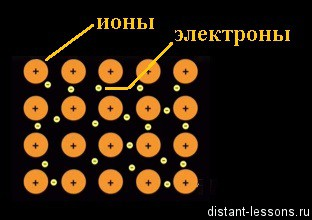 ионы
электроны
distant-lessons.ru